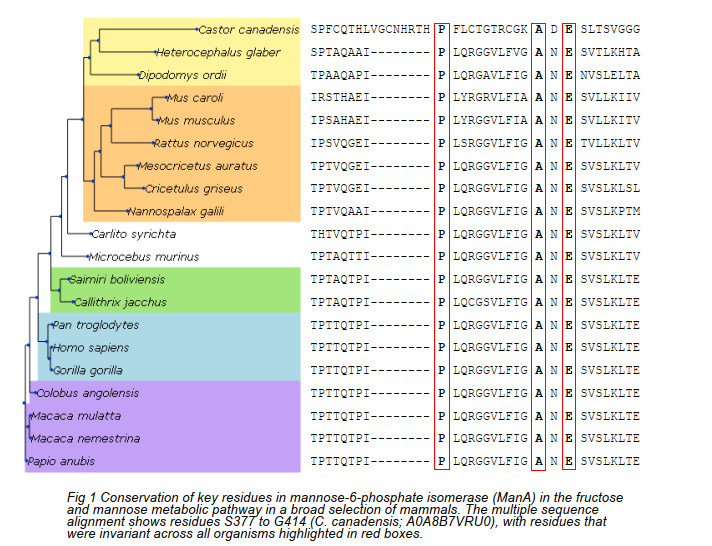 Castor canadensis SPFCQTHLVGCNHRTH P FLCTGTRCGK A D E SLTSVGGG
Heterocephalus glaber SPTAQAAI-------- P LQRGGVLFVG A N E SVTLKHTA
Dipodomys ordii TPAAQAPI-------- P LQRGAVLFIG A N E NVSLELTA
Mus caroli IRSTHAEI-------- P LYRGRVLFIA A N E SVLLKIIV
Mus musculus IPSAHAEI-------- P LYRGGVLFIA A N E SVLLKITV
Rattus norvegicus IPSVQGEI-------- P LSRGGVLFIG A N E TVLLKLTV
Mesocricetus auratus TPTVQGEI-------- P LQRGGVLFIG A N E SVSLKLTV
Cricetulus griseus TPTVQGEI-------- P LQRGGVLFIG A N E SVSLKLSL
Nannospalax galili TPTVQAAI-------- P LQRGGVLFIG A N E SVSLKPTM
Carlito syrichta THTVQTPI-------- P LQRGGVLFIG A N E SVSLKLTV
Microcebus murinus TPTAQTTI-------- P LQRGGVLFIG A N E SVSLKLTV
Saimiri boliviensis TPTAQTPI-------- P LQRGGVLFIG A N E SVSLKLTE
Callithrix jacchus TPTAQTPI-------- P LQCGSVLFIG A N E SVSLKLTE
Pan troglodytes TPTTQTPI-------- P LQRGGVLFIG A N E SVSLKLTE
Homo sapiens TPTTQTPI-------- P LQRGGVLFIG A N E SVSLKLTE
Gorilla gorilla TPTTQTPI-------- P LQRGGVLFIG A N E SVSLKLTE
Colobus angolensis TPTTQTPI-------- P LQRGGVLFIG A N E SVSLKLTE
Macaca mulatta TPTTQTPI-------- P LQRGGVLFIG A N E SVSLKLTE
Macaca nemestrina TPTTQTPI-------- P LQRGGVLFIG A N E SVSLKLTE
Papio anubis TPTTQTPI-------- P LQRGGVLFIG A N E SVSLKLTE
Fig 1 Conservation of key residues in mannose-6-phosphate isomerase (ManA) in the fructose
and mannose metabolic pathway in a broad selection of mammals. The multiple sequence
alignment shows residues S377 to G414 (C. canadensis; A0A8B7VRU0), with residues that
were invariant across all organisms highlighted in red boxes.